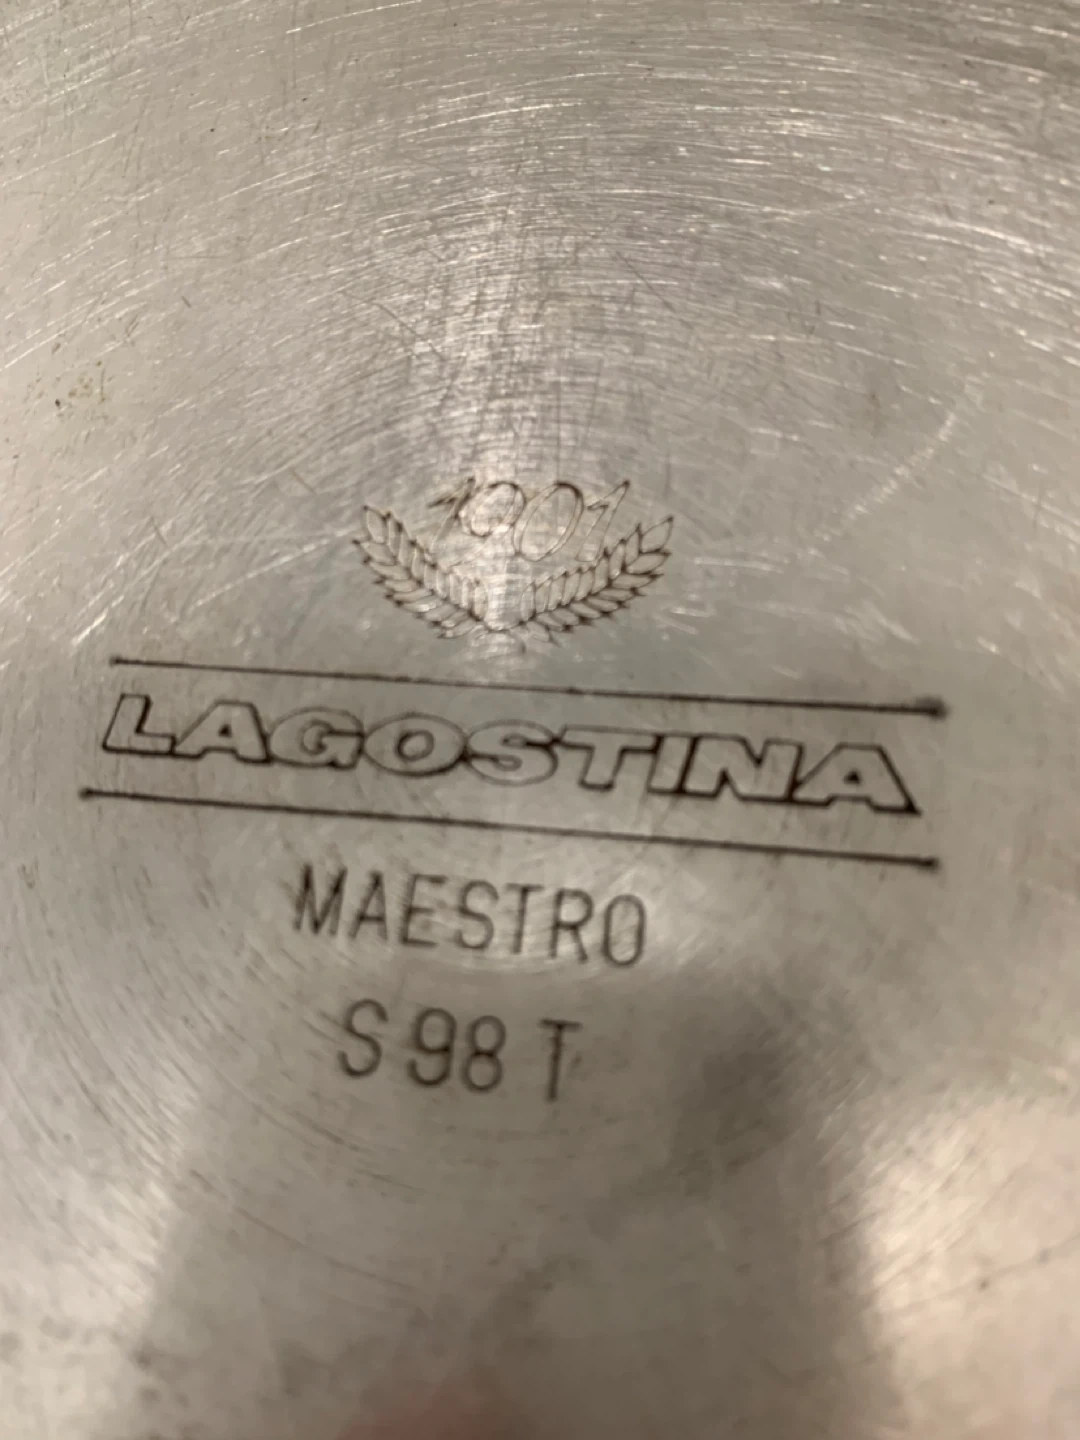 1901
LAGOSTINA
MAESTRO
S 98 T